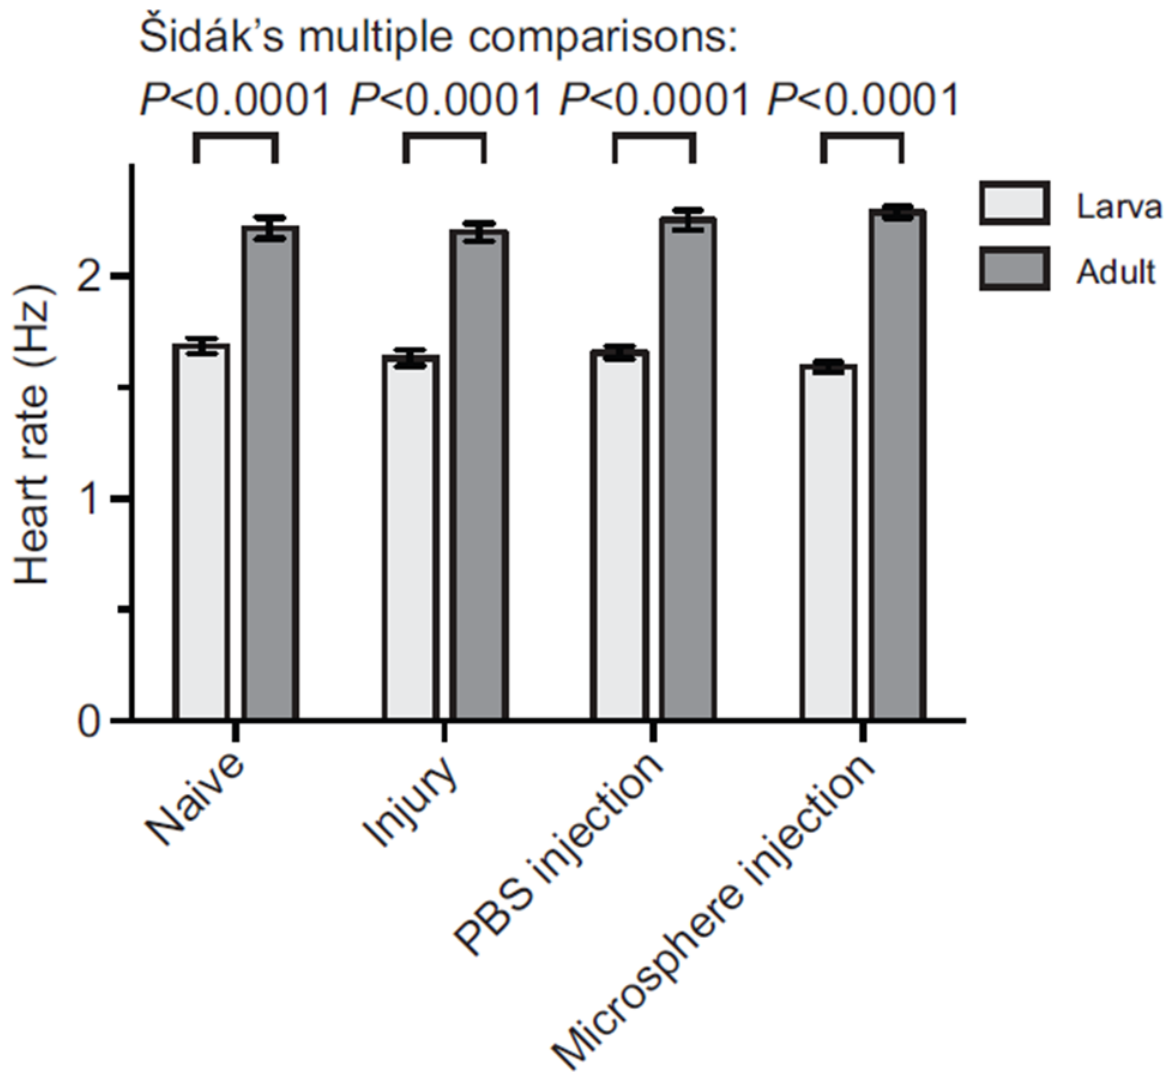 Šidák’s multiple comparisons:
P<0.0001 P<0.0001 P<0.0001 P<0.0001
Larva
Adult
Heart rate (Hz)
2
1
0
Naive
Injury
PBS injection
Microsphere injection